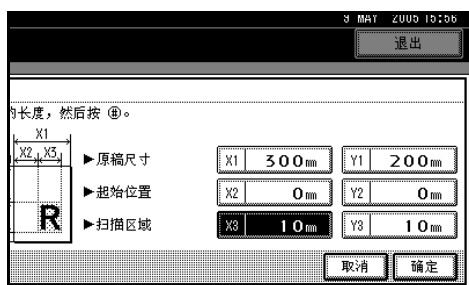 9 MAY 2005 15:56
退出
的长度，然后按 ⊕。
X1
X2 X3
R
▶原稿尺寸 X1 300mm Y1 200mm
▶起始位置 X2 0mm Y2 0mm
▶扫描区域 X3 10mm Y3 10mm
取消 确定